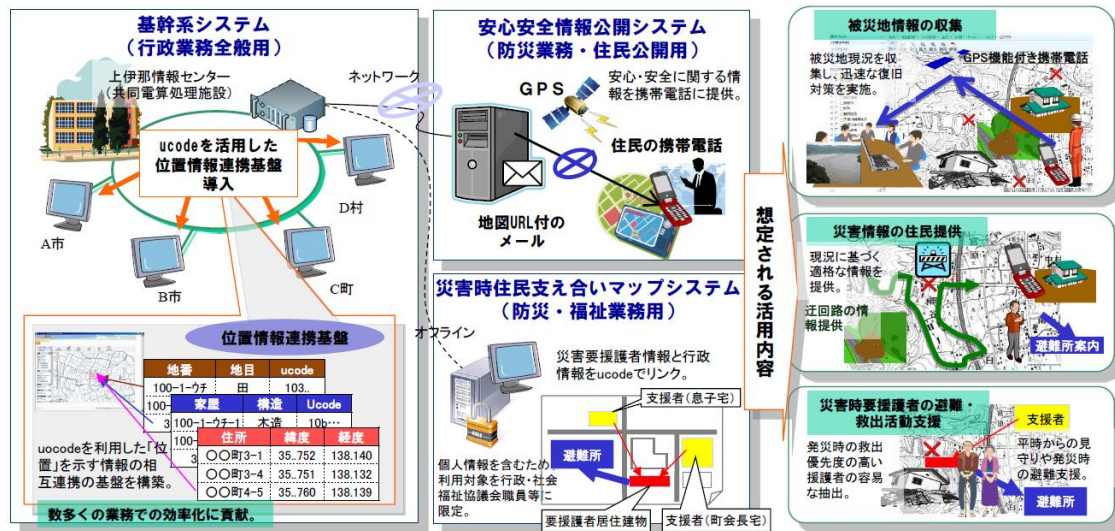 基幹系システム
（行政業務全般用）
上伊那情報センター
（共同電算処理施設）
ネットワーク
ucodeを活用した
位置情報連携基盤
導入
A市
B市
C町
D村
位置情報連携基盤
地番 地目 ucode
100-1-ウチ 田 103..
100-
3
家屋 構造 Ucode
100-1-ウチ-1 木造 10b…
100-
3
住所 緯度 経度
〇〇町3-1 35.752 138.140
〇〇町3-4 35.751 138.132
〇〇町4-5 35.760 138.139
uocodeを利用した「位
置」を示す情報の相
互連携の基盤を構築。
数多くの業務での効率化に貢献。
安心安全情報公開システム
（防災業務・住民公開用）
GPS
安心・安全に関する情
報を携帯電話に提供。
住民の携帯電話
地図URL付の
メール
オフライン
災害時住民支え合いマップシステム
（防災・福祉業務用）
災害要援護者情報と行政
情報をucodeでリンク。
支援者（息子宅）
避難所
個人情報を含むため、
利用対象を行政・社会
福祉協議会職員等に
限定。
要援護者居住建物
支援者（町会長宅）
想定される活用内容
被災地情報の収集
被災地現況を収
集し、迅速な復旧
対策を実施。
GPS機能付き携帯電話
災害情報の住民提供
現況に基づく
適格な情報を
提供。
迂回路の情
報提供
避難所案内
災害時要援護者の避難・
救出活動支援
発災時の救出
優先度の高い
援護者の容易
な抽出。
支援者
平時からの見
守りや発災時
の避難支援。
避難所